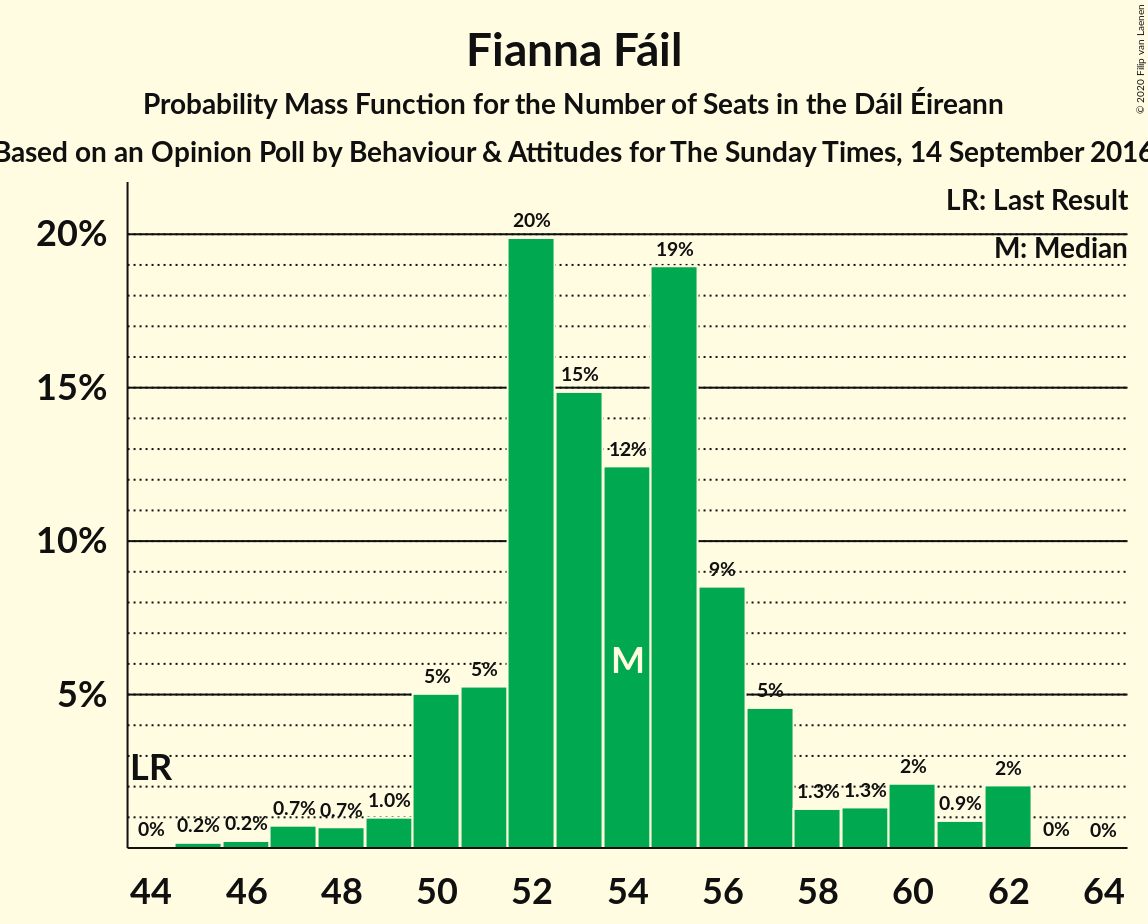 Fianna Fáil
Probability Mass Function for the Number of Seats in the Dáil Éireann
Based on an Opinion Poll by Behaviour & Attitudes for The Sunday Times, 14 September 2016
© 2020 Filip van Laenen
LR: Last Result
M: Median
20%
15%
10%
5%
LR
0%
0.2%
0.2%
0.7%
0.7%
1.0%
5%
5%
20%
15%
12%
M
19%
9%
5%
1.3%
1.3%
2%
0.9%
2%
0%
0%
44 46 48 50 52 54 56 58 60 62 64